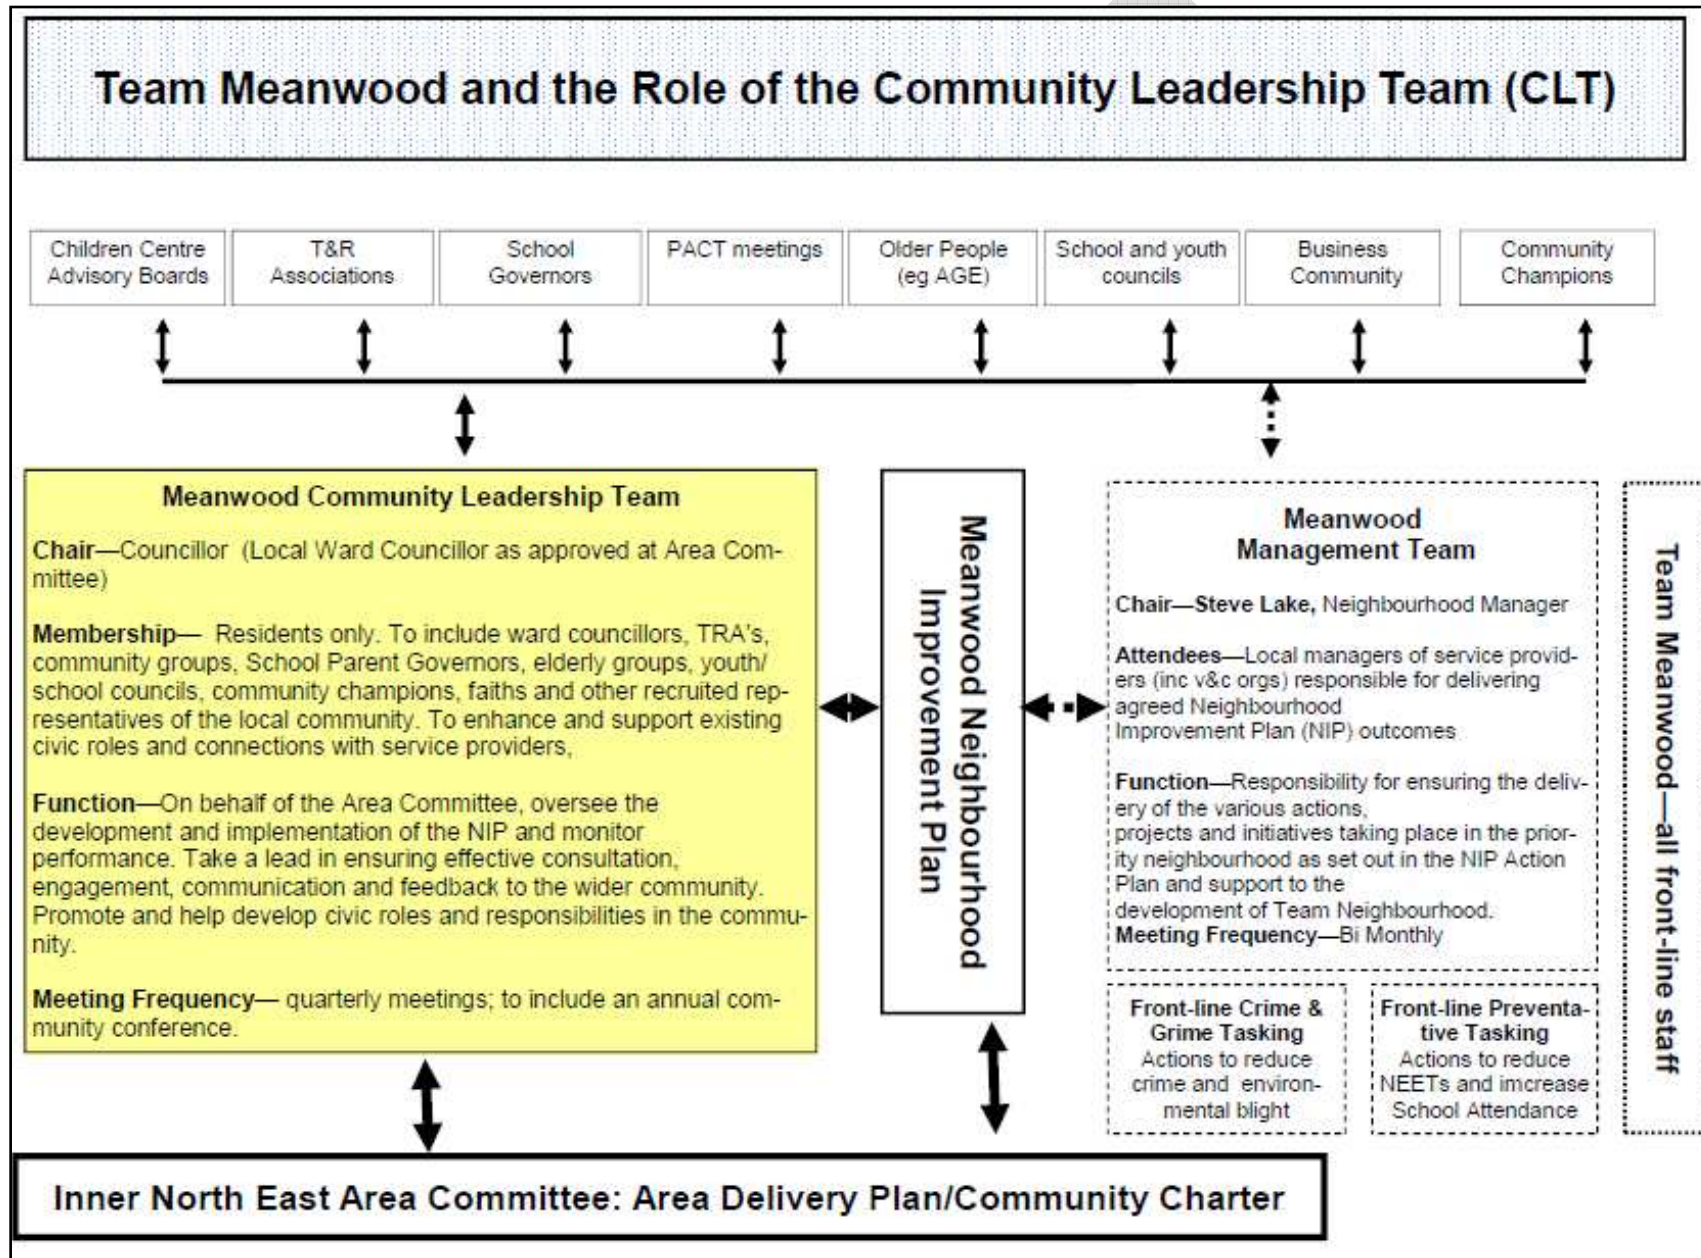 Team Meanwood and the Role of the Community Leadership Team (CLT)
Children Centre
Advisory Boards
T&R
Associations
School
Governors
PACT meetings
Older People
(eg AGE)
School and youth
councils
Business
Community
Community
Champions
Meanwood Community Leadership Team
Chair—Councillor (Local Ward Councillor as approved at Area Com-
mittee)
Membership— Residents only. To include ward councillors, TRA's,
community groups, School Parent Governors, elderly groups, youth/
school councils, community champions, faiths and other recruited rep-
resentatives of the local community. To enhance and support existing
civic roles and connections with service providers,
Function—On behalf of the Area Committee, oversee the
development and implementation of the NIP and monitor
performance. Take a lead in ensuring effective consultation,
engagement, communication and feedback to the wider community.
Promote and help develop civic roles and responsibilities in the commu-
nity.
Meeting Frequency— quarterly meetings; to include an annual com-
munity conference.
Meanwood Neighbourhood
Improvement Plan
Meanwood
Management Team
Chair—Steve Lake, Neighbourhood Manager
Attendees—Local managers of service provid-
ers (inc v&c orgs) responsible for delivering
agreed Neighbourhood
Improvement Plan (NIP) outcomes
Function—Responsibility for ensuring the deliv-
ery of the various actions,
projects and initiatives taking place in the prior-
ity neighbourhood as set out in the NIP Action
Plan and support to the
development of Team Neighbourhood.
Meeting Frequency—Bi Monthly
Front-line Crime &
Grime Tasking
Actions to reduce
crime and environ-
mental blight
Front-line Preventa-
tive Tasking
Actions to reduce
NEETs and imcrease
School Attendance
Team Meanwood—all front-line staff
Inner North East Area Committee: Area Delivery Plan/Community Charter